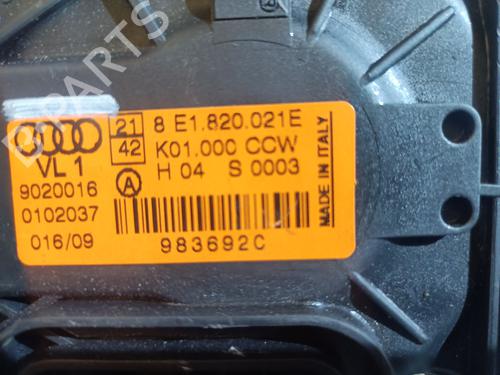 B-PARTS
21
42
8 E1.820.021E
K01.000 CCW
VL 1
A
H 04 S 0003
9020016
0102037
016/09
983692C
MADE IN ITALY